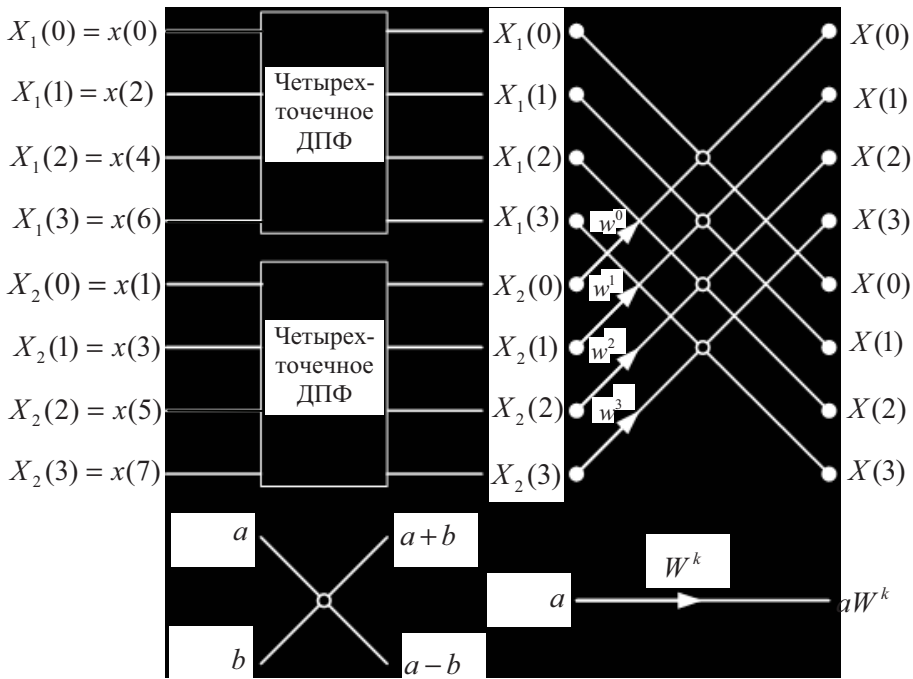 X₁(0) = x(0)
X₁(1) = x(2)
X₁(2) = x(4)
X₁(3) = x(6)
X₂(0) = x(1)
X₂(1) = x(3)
X₂(2) = x(5)
X₂(3) = x(7)
Четырех-
точечное
ДПФ
Четырех-
точечное
ДПФ
X₁(0)
X₁(1)
X₁(2)
X₁(3)
X₂(0)
X₂(1)
X₂(2)
X₂(3)
w⁰
w¹
w²
w³
X(0)
X(1)
X(2)
X(3)
X(0)
X(1)
X(2)
X(3)
a
b
a + b
a − b
a
Wᵏ
aWᵏ